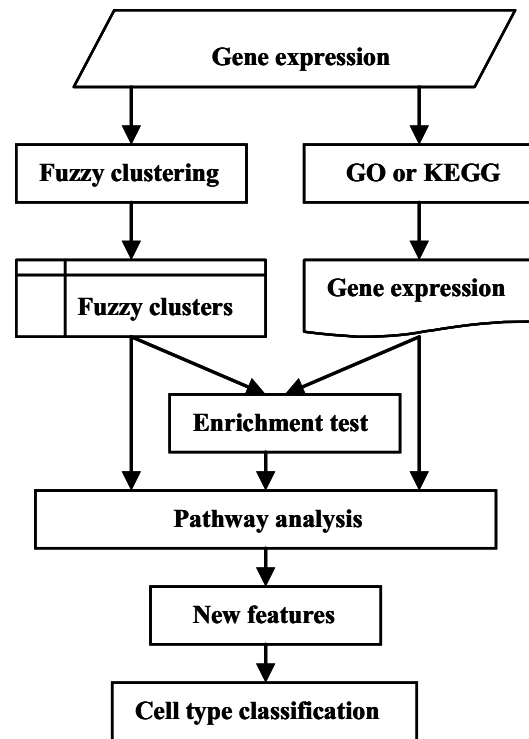 Gene expression
Fuzzy clustering
GO or KEGG
Fuzzy clusters
Gene expression
Enrichment test
Pathway analysis
New features
Cell type classification